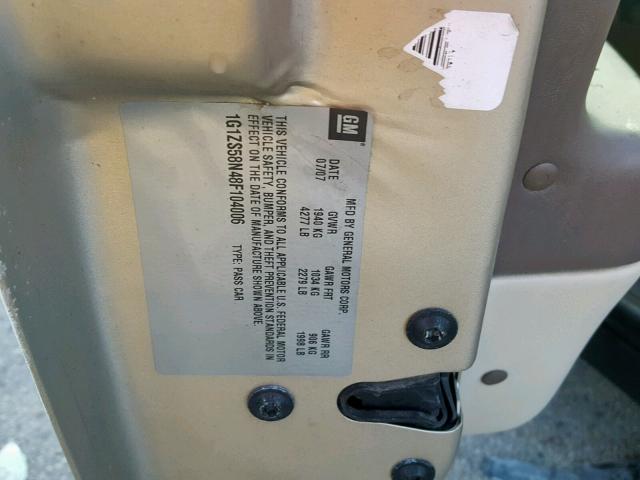 GM
MFD BY GENERAL MOTORS CORP.
DATE GVWR GAWR FRT GAWR RR
07/07 1940 KG 1034 KG 906 KG
4277 LB 2279 LB 1998 LB
THIS VEHICLE CONFORMS TO ALL APPLICABLE U.S. FEDERAL MOTOR
VEHICLE SAFETY, BUMPER, AND THEFT PREVENTION STANDARDS IN
EFFECT ON THE DATE OF MANUFACTURE SHOWN ABOVE.
1G1ZS58N48F104006 TYPE: PASS CAR